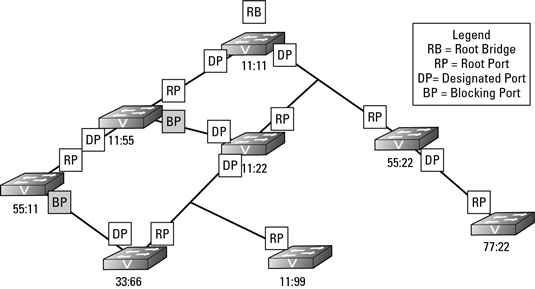 RB
DP
11:11
DP
Legend
RB = Root Bridge
RP = Root Port
DP= Designated Port
BP = Blocking Port
RP
DP
11:55
BP
DP
RP
11:22
DP
RP
55:22
DP
RP
55:11
BP
DP
RP
33:66
RP
11:99
RP
77:22
V
V
V
V
V
V
V
V